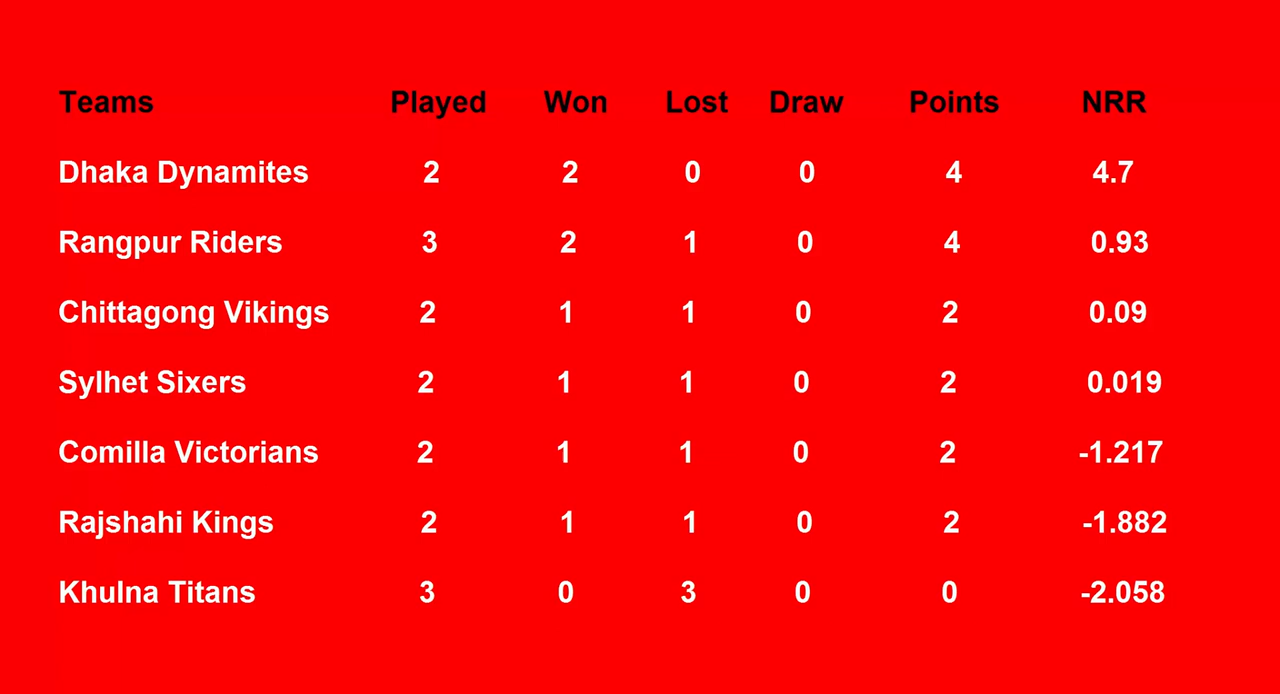 Teams Played Won Lost Draw Points NRR
Dhaka Dynamites 2 2 0 0 4 4.7
Rangpur Riders 3 2 1 0 4 0.93
Chittagong Vikings 2 1 1 0 2 0.09
Sylhet Sixers 2 1 1 0 2 0.019
Comilla Victorians 2 1 1 0 2 -1.217
Rajshahi Kings 2 1 1 0 2 -1.882
Khulna Titans 3 0 3 0 0 -2.058